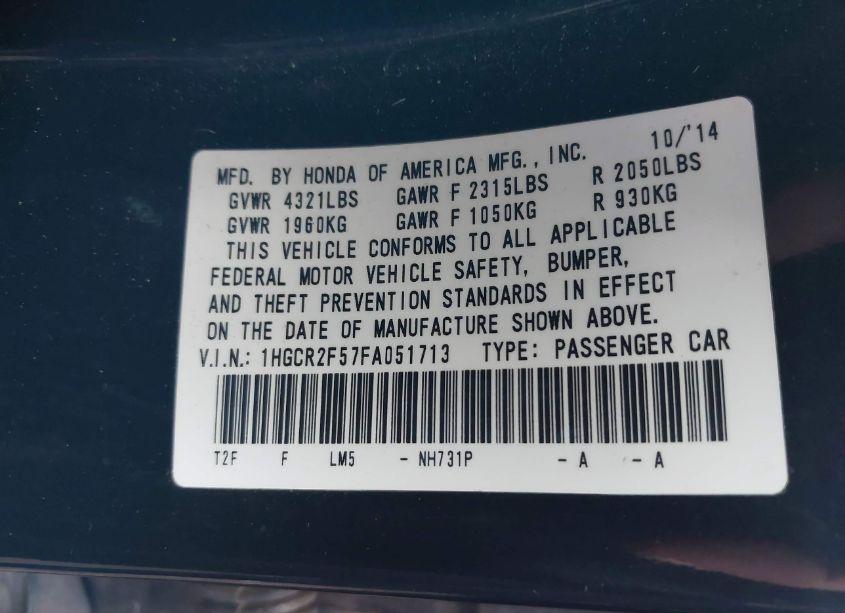 MFD. BY HONDA OF AMERICA MFG., INC. 10/'14
GVWR 4321LBS GAWR F 2315LBS R 2050LBS
GVWR 1960KG GAWR F 1050KG R 930KG
THIS VEHICLE CONFORMS TO ALL APPLICABLE
FEDERAL MOTOR VEHICLE SAFETY, BUMPER,
AND THEFT PREVENTION STANDARDS IN EFFECT
ON THE DATE OF MANUFACTURE SHOWN ABOVE.
V.I.N.: 1HGCR2F57FA051713 TYPE: PASSENGER CAR
T2F F LM5 - NH731P - A - A